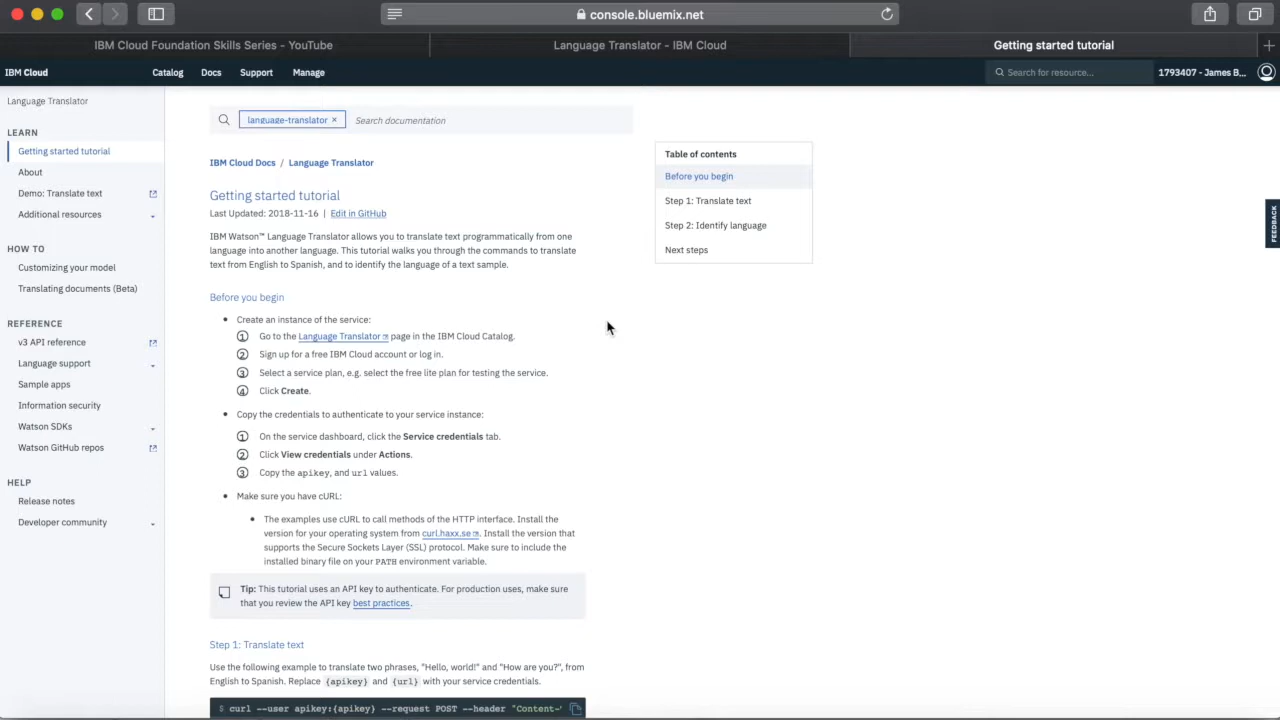 console.bluemix.net
IBM Cloud Foundation Skills Series - YouTube
Language Translator - IBM Cloud
Getting started tutorial
IBM Cloud
Catalog
Docs
Support
Manage
Search for resource...
1793407 - James B...
Language Translator
LEARN
Getting started tutorial
About
Demo: Translate text
Additional resources
HOW TO
Customizing your model
Translating documents (Beta)
REFERENCE
v3 API reference
Language support
Sample apps
Information security
Watson SDKs
Watson GitHub repos
HELP
Release notes
Developer community
language-translator ×
Search documentation
IBM Cloud Docs / Language Translator
Getting started tutorial
Last Updated: 2018-11-16 | Edit in GitHub
IBM Watson™ Language Translator allows you to translate text programmatically from one
language into another language. This tutorial walks you through the commands to translate
text from English to Spanish, and to identify the language of a text sample.
Before you begin
• Create an instance of the service:
1 Go to the Language Translator page in the IBM Cloud Catalog.
2 Sign up for a free IBM Cloud account or log in.
3 Select a service plan, e.g. select the free lite plan for testing the service.
4 Click Create.
• Copy the credentials to authenticate to your service instance:
1 On the service dashboard, click the Service credentials tab.
2 Click View credentials under Actions.
3 Copy the apikey, and url values.
• Make sure you have cURL:
• The examples use cURL to call methods of the HTTP interface. Install the
version for your operating system from curl.haxx.se. Install the version that
supports the Secure Sockets Layer (SSL) protocol. Make sure to include the
installed binary file on your PATH environment variable.
Tip: This tutorial uses an API key to authenticate. For production uses, make sure
that you review the API key best practices.
Step 1: Translate text
Use the following example to translate two phrases, "Hello, world!" and "How are you?", from
English to Spanish. Replace {apikey} and {url} with your service credentials.
$ curl --user apikey:{apikey} --request POST --header "Content-
Table of contents
Before you begin
Step 1: Translate text
Step 2: Identify language
Next steps
FEEDBACK